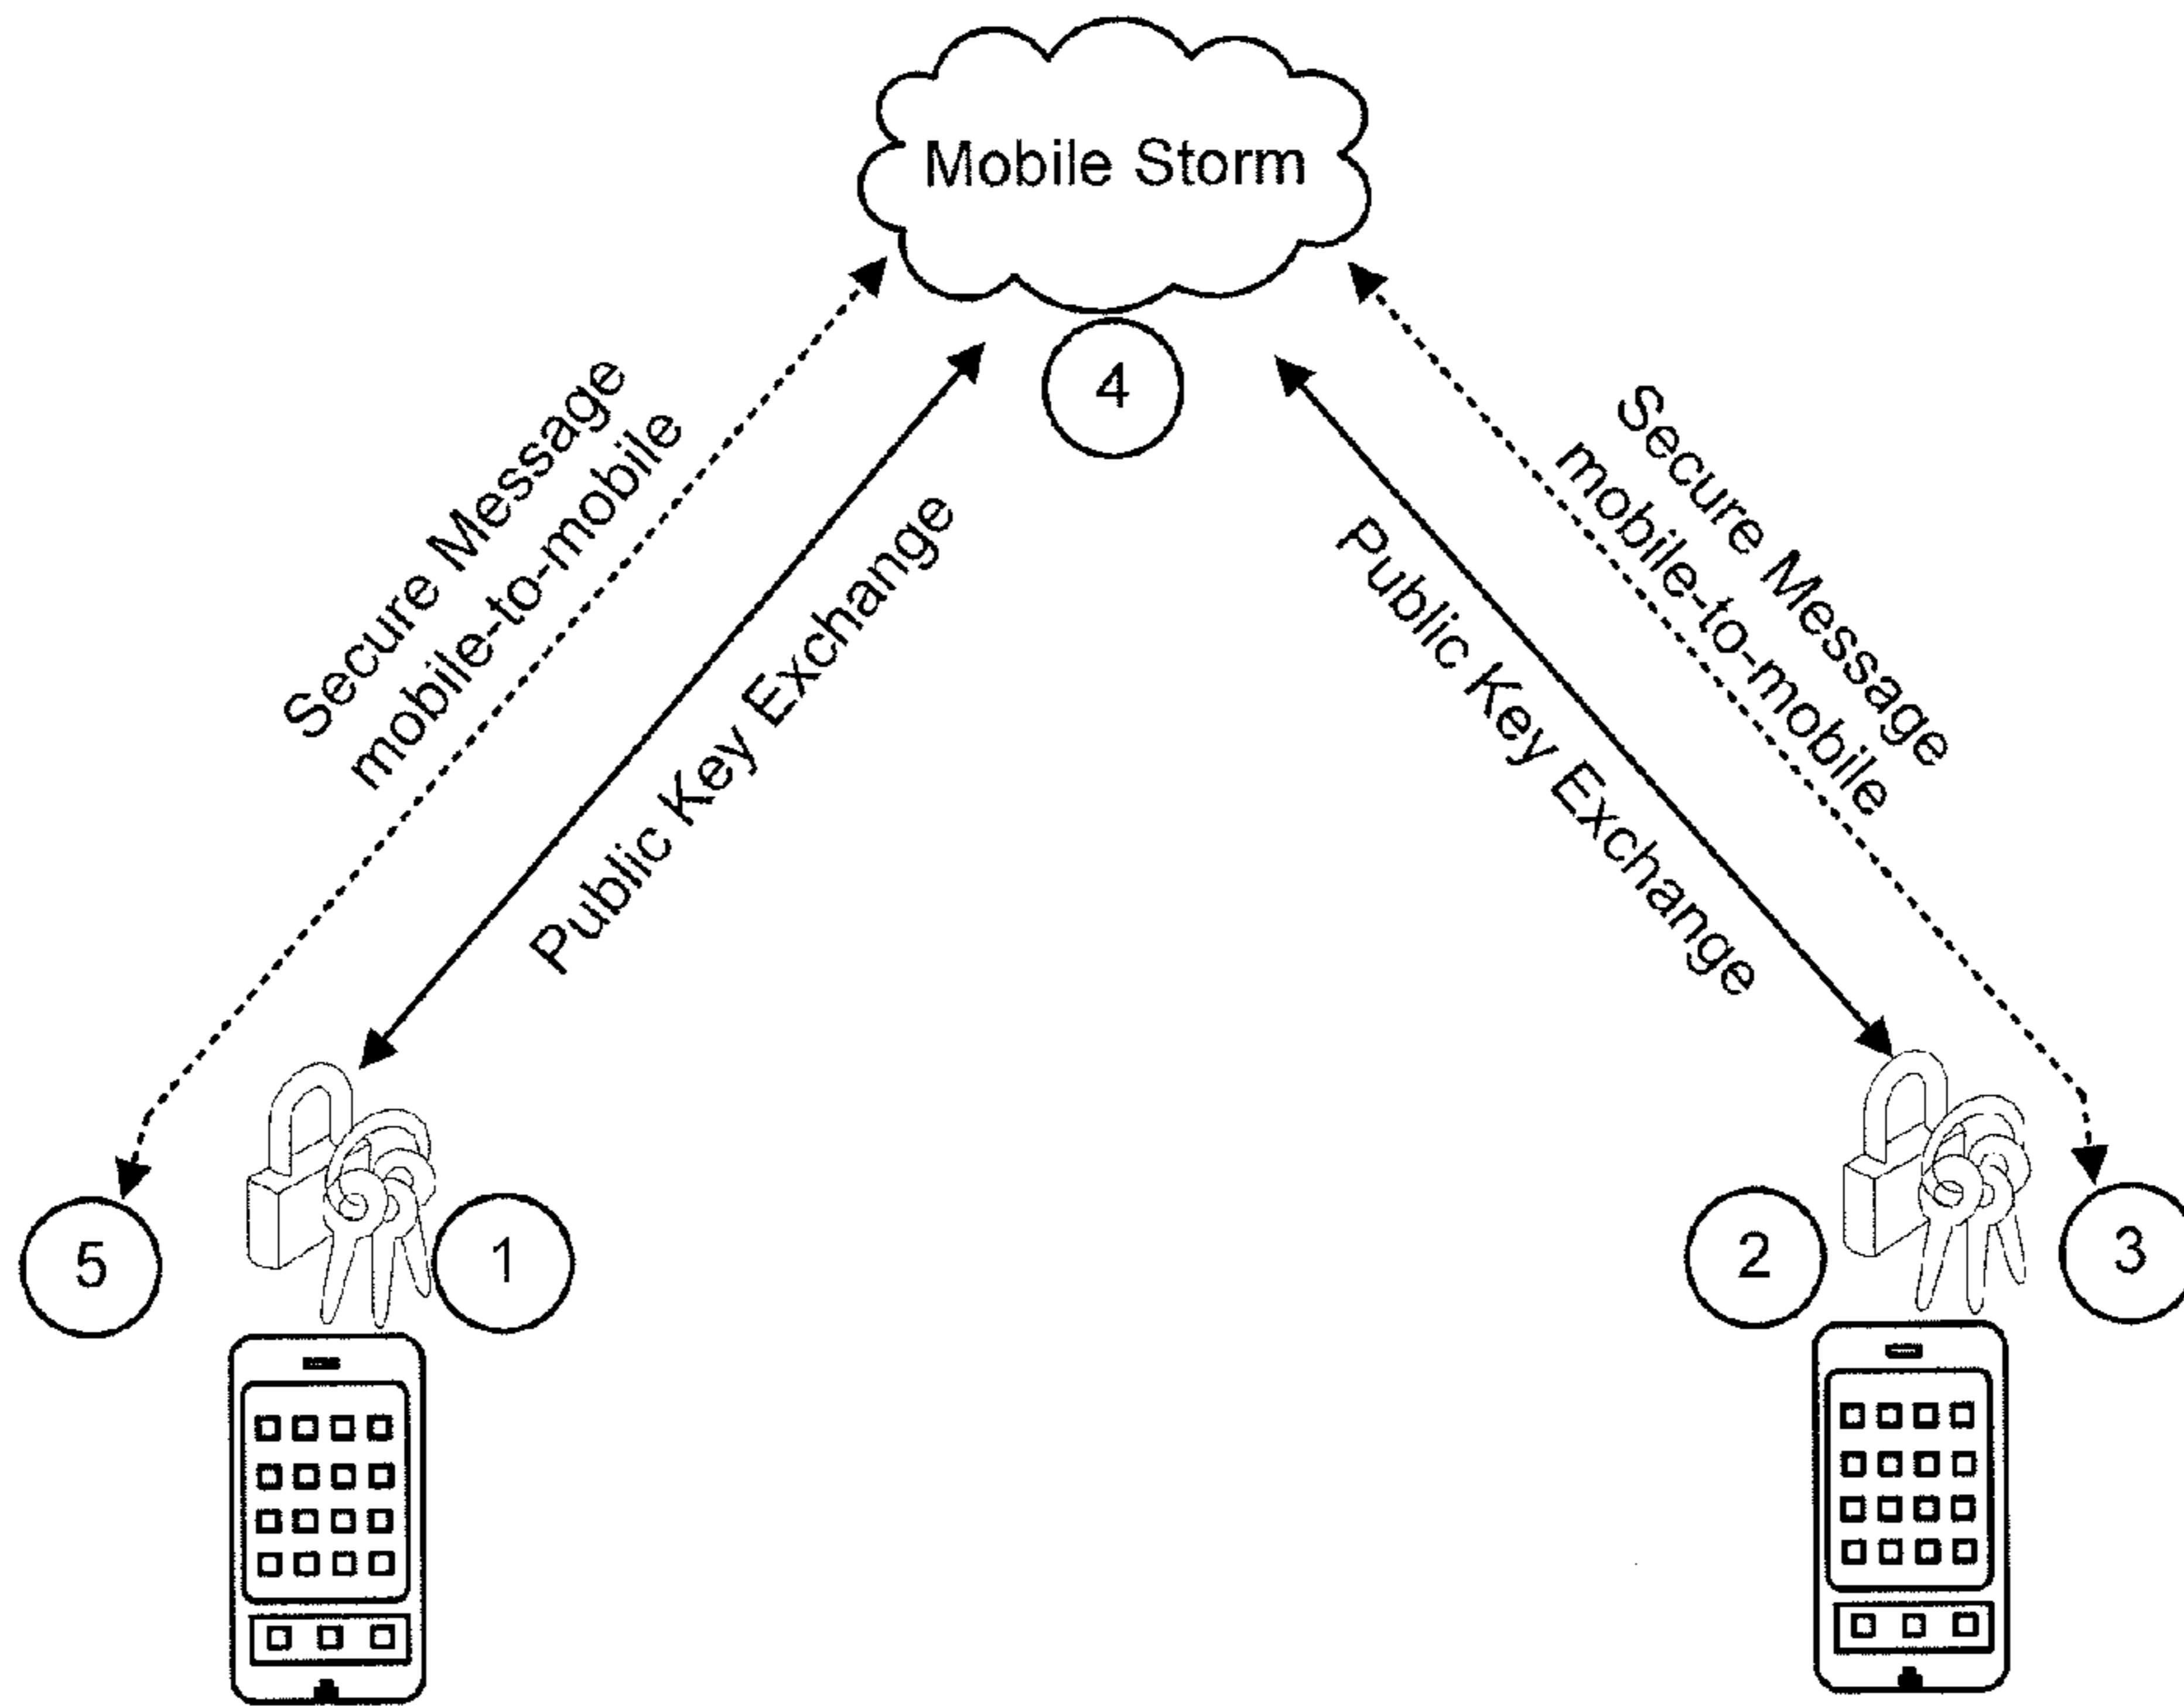 Mobile Storm
4
Secure Message
mobile-to-mobile
Public Key Exchange
Secure Message
mobile-to-mobile
Public Key Exchange
5
1
2
3